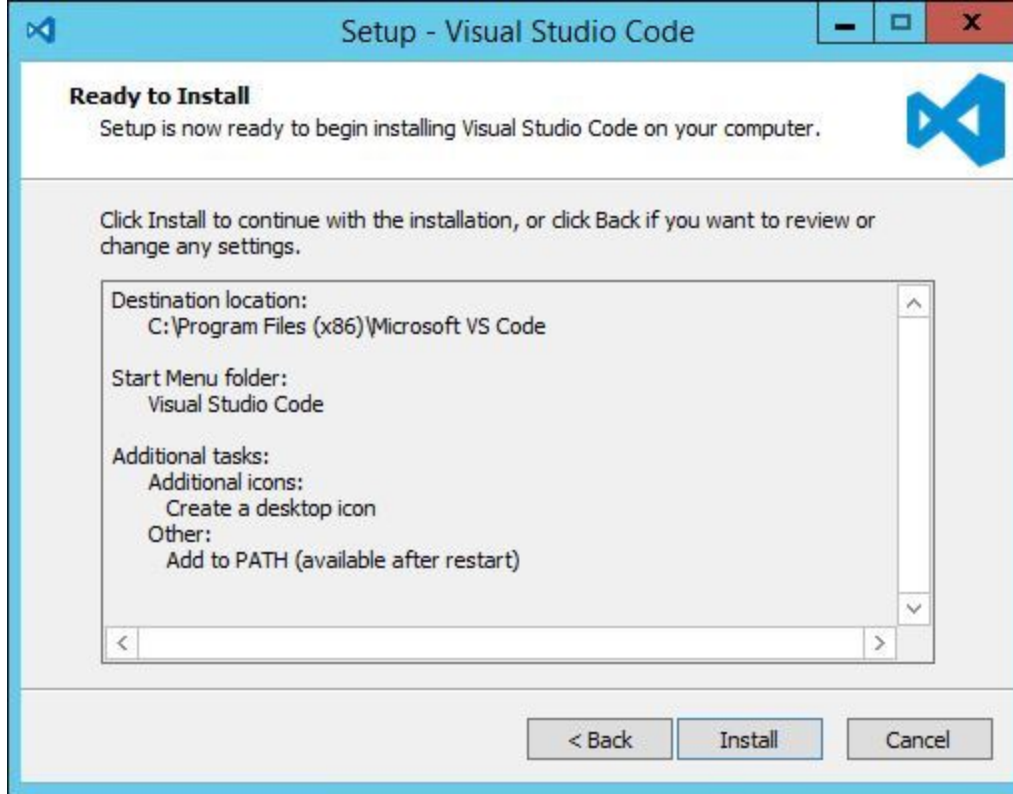 Setup - Visual Studio Code
Ready to Install
Setup is now ready to begin installing Visual Studio Code on your computer.
Click Install to continue with the installation, or click Back if you want to review or
change any settings.
Destination location:
C:\Program Files (x86)\Microsoft VS Code
Start Menu folder:
Visual Studio Code
Additional tasks:
Additional icons:
Create a desktop icon
Other:
Add to PATH (available after restart)
< Back
Install
Cancel